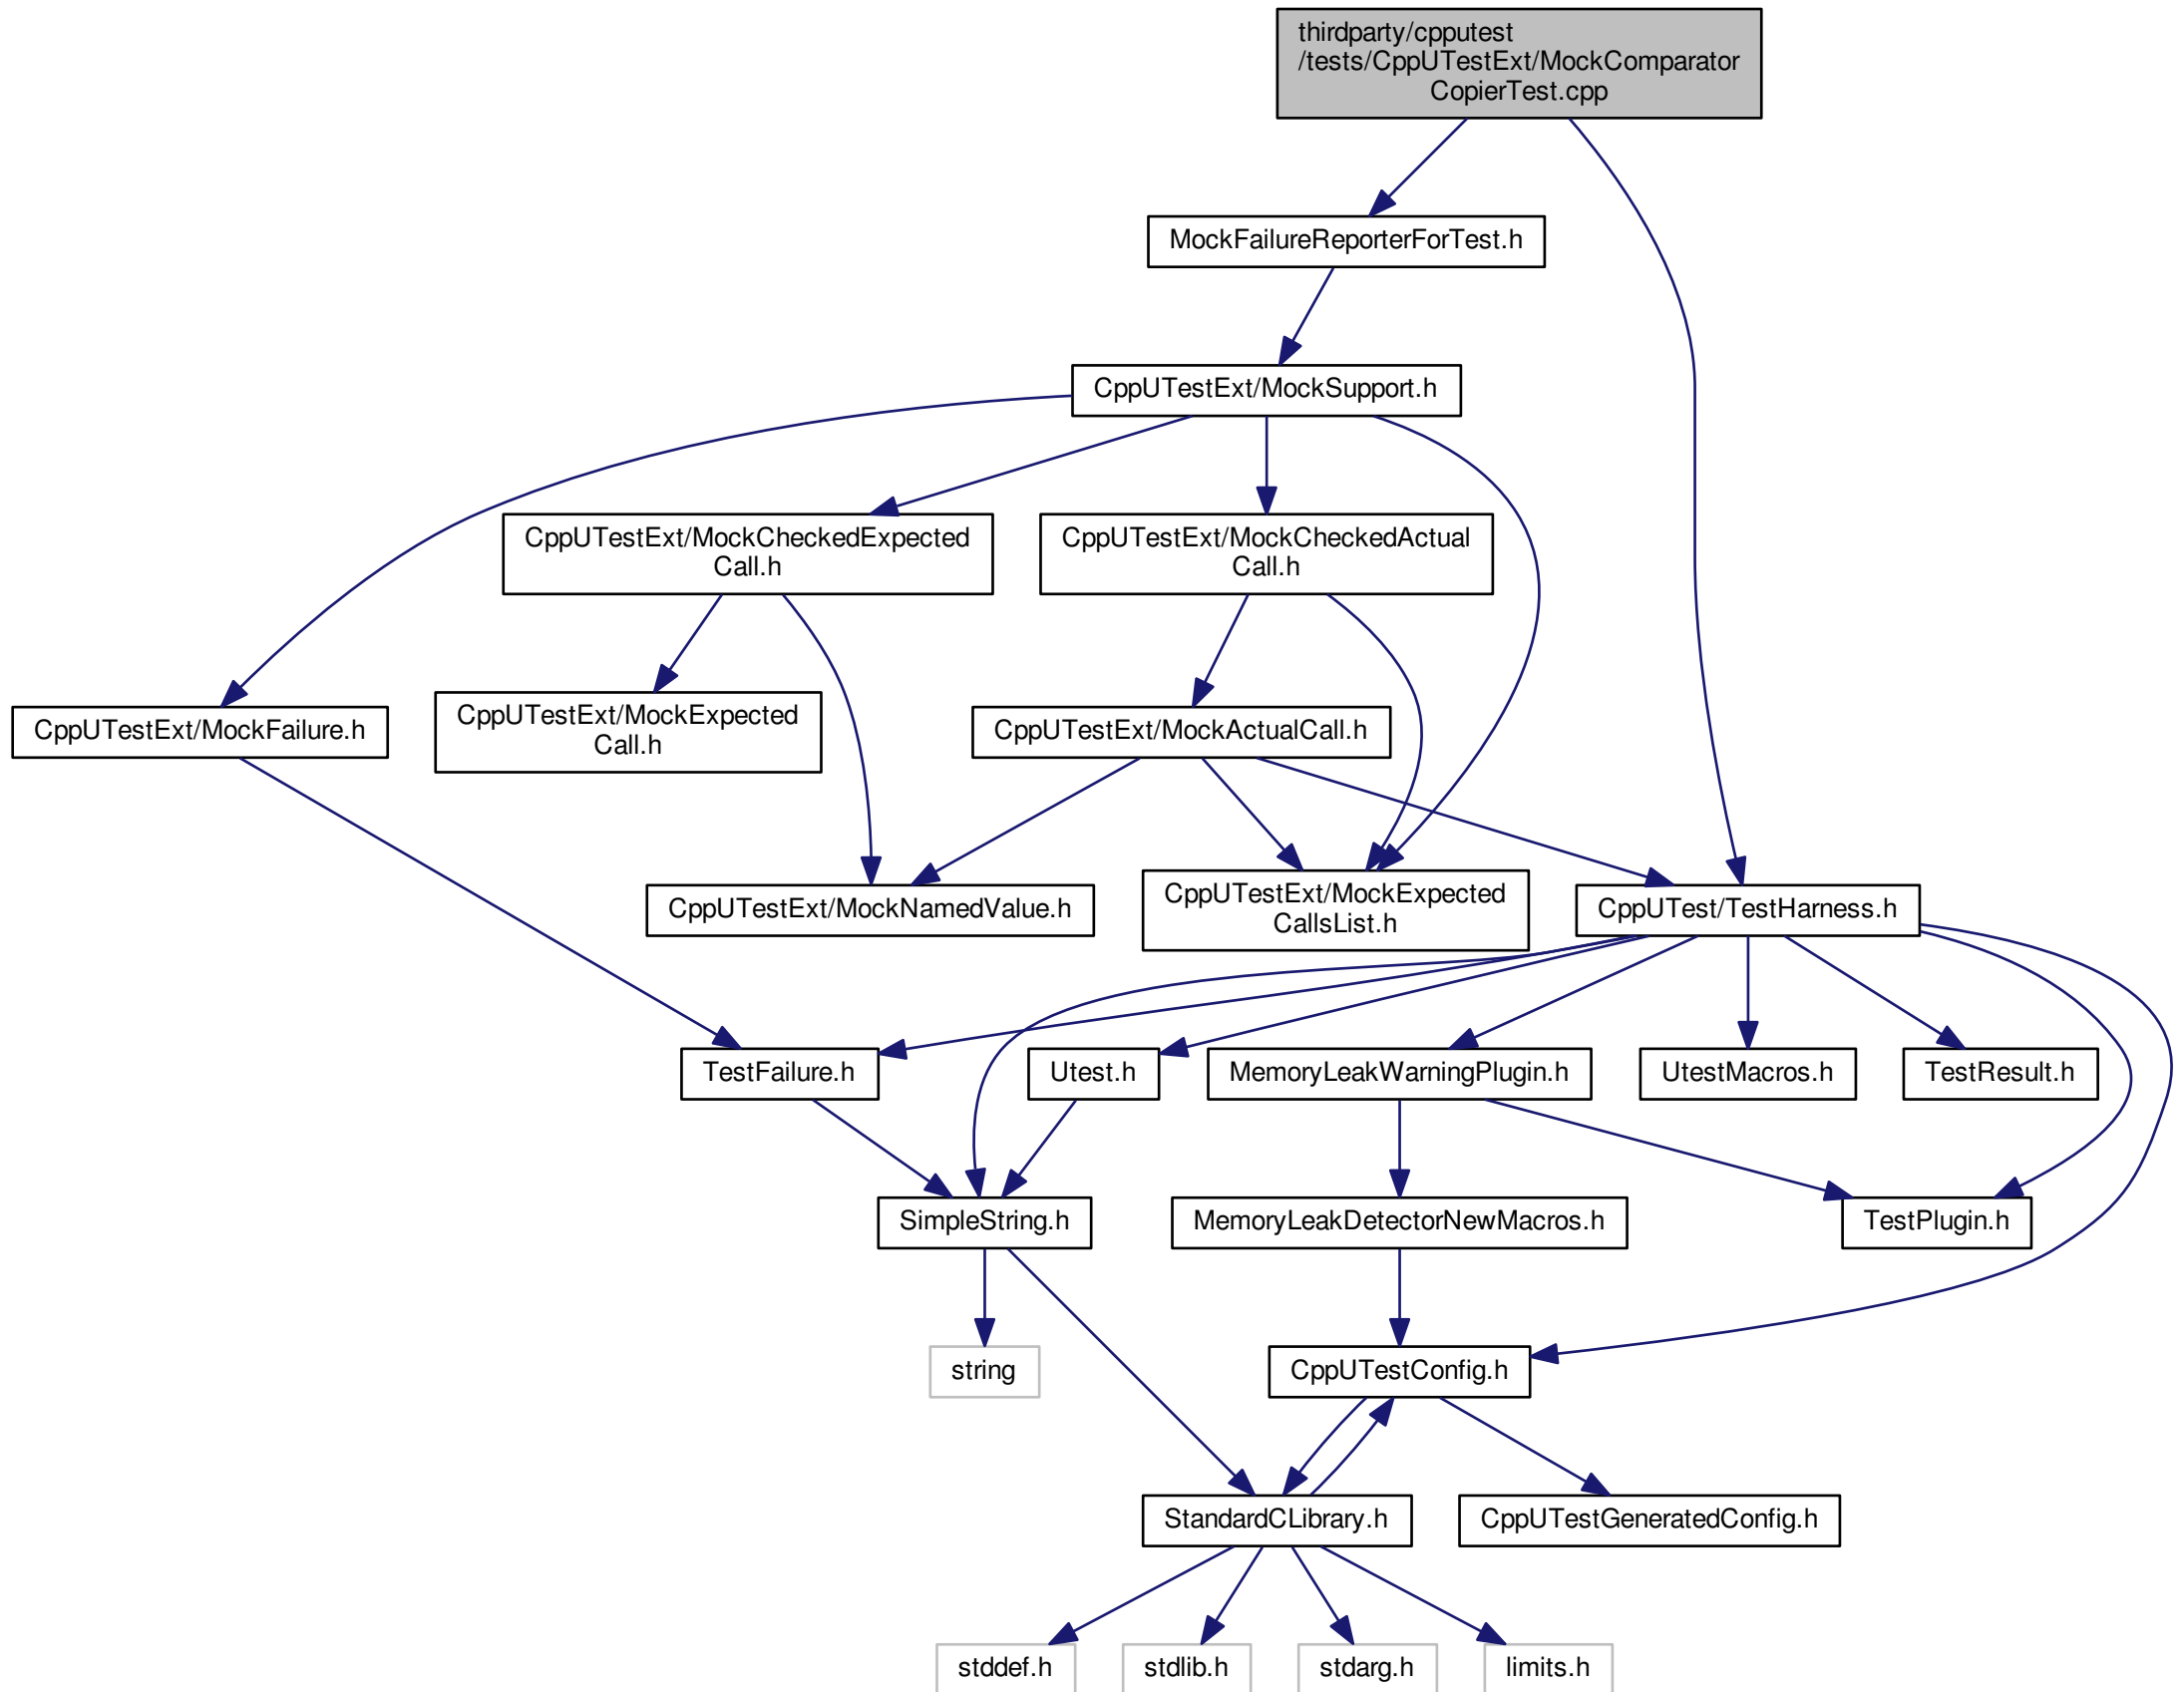 thirdparty/cpputest
/tests/CppUTestExt/MockComparator
CopierTest.cpp
MockFailureReporterForTest.h
CppUTestExt/MockSupport.h
CppUTestExt/MockCheckedExpected
Call.h
CppUTestExt/MockCheckedActual
Call.h
CppUTestExt/MockFailure.h
CppUTestExt/MockExpected
Call.h
CppUTestExt/MockActualCall.h
CppUTestExt/MockNamedValue.h
CppUTestExt/MockExpected
CallsList.h
CppUTest/TestHarness.h
TestFailure.h
Utest.h
MemoryLeakWarningPlugin.h
UtestMacros.h
TestResult.h
SimpleString.h
MemoryLeakDetectorNewMacros.h
TestPlugin.h
string
CppUTestConfig.h
StandardCLibrary.h
CppUTestGeneratedConfig.h
stddef.h
stdlib.h
stdarg.h
limits.h